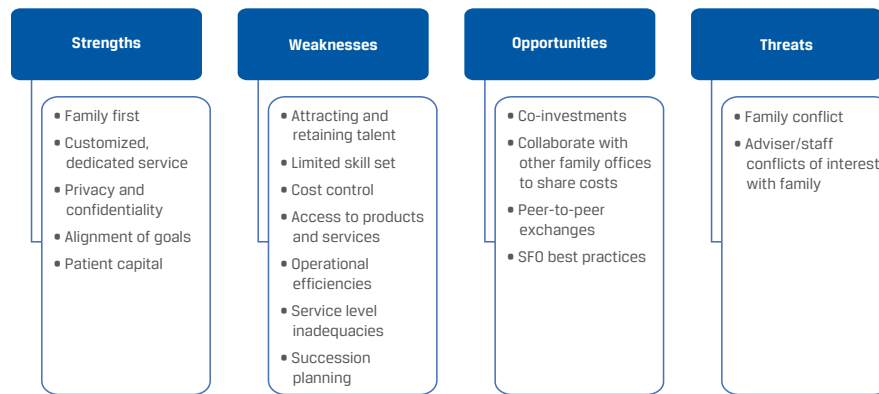 Strengths
• Family first
• Customized,
dedicated service
• Privacy and
confidentiality
• Alignment of goals
• Patient capital
Weaknesses
• Attracting and
retaining talent
• Limited skill set
• Cost control
• Access to products
and services
• Operational
efficiencies
• Service level
inadequacies
• Succession
planning
Opportunities
• Co-investments
• Collaborate with
other family offices
to share costs
• Peer-to-peer
exchanges
• SFO best practices
Threats
• Family conflict
• Adviser/staff
conflicts of interest
with family